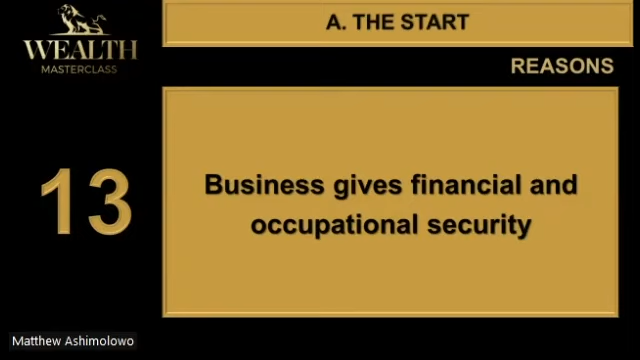 WEALTH
MASTERCLASS
A. THE START
REASONS
13
Business gives financial and
occupational security
Matthew Ashimolowo